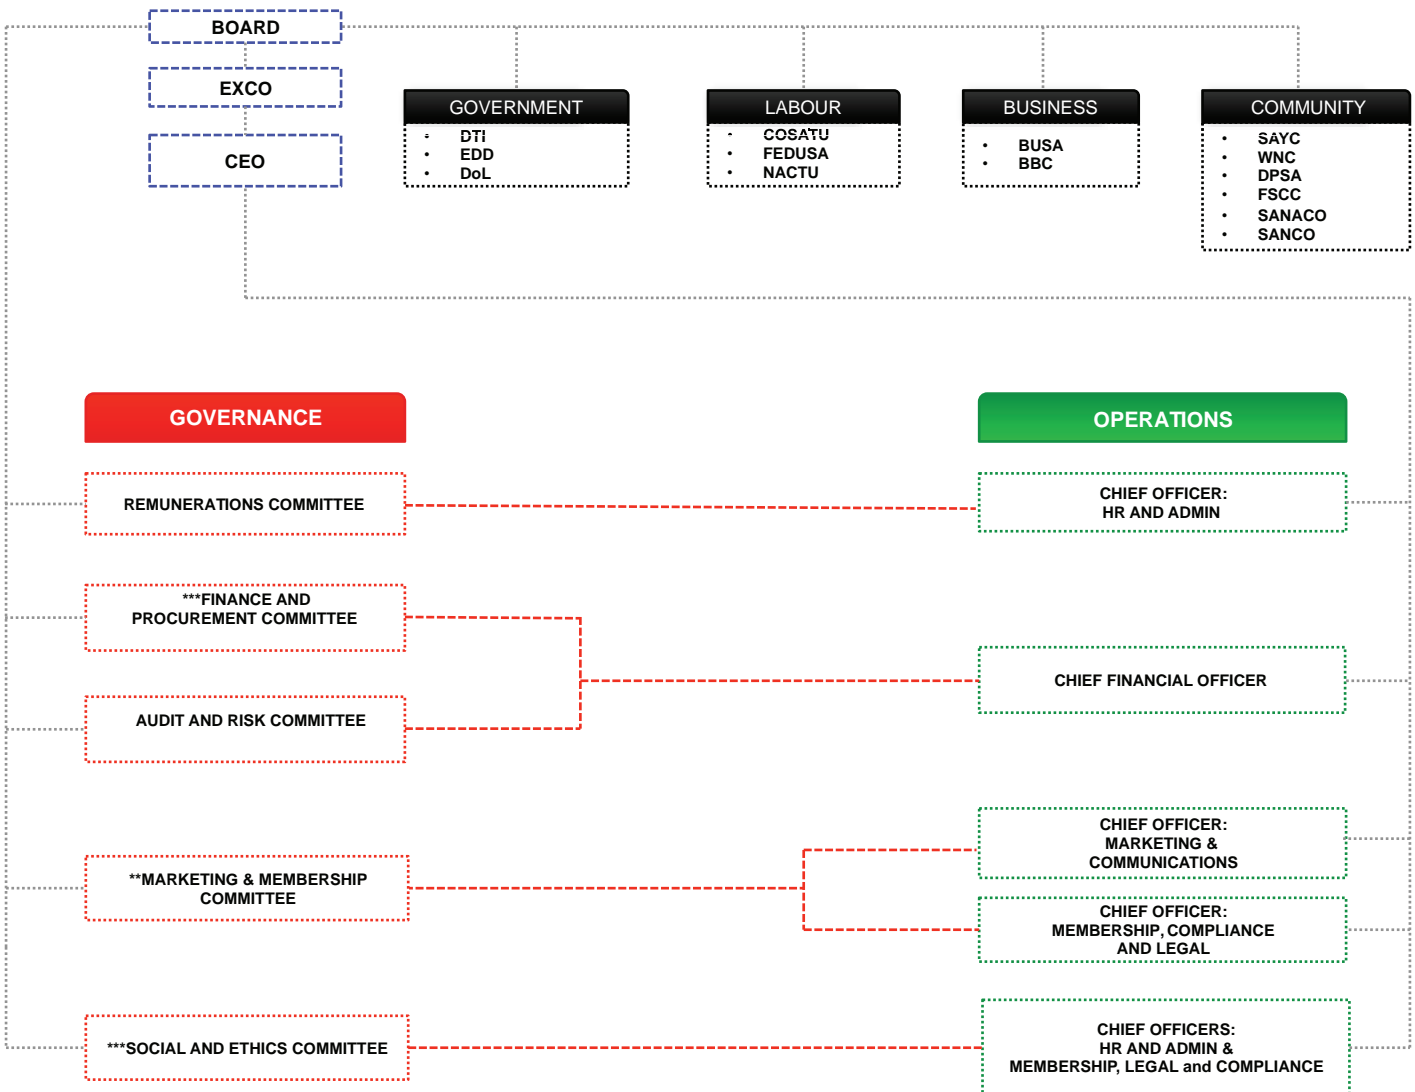 BOARD
EXCO
CEO
GOVERNMENT
• DTI
• EDD
• DoL
LABOUR
• COSATU
• FEDUSA
• NACTU
BUSINESS
• BUSA
• BBC
COMMUNITY
• SAYC
• WNC
• DPSA
• FSCC
• SANACO
• SANCO
GOVERNANCE
OPERATIONS
REMUNERATIONS COMMITTEE
CHIEF OFFICER:
HR AND ADMIN
***FINANCE AND
PROCUREMENT COMMITTEE
CHIEF FINANCIAL OFFICER
AUDIT AND RISK COMMITTEE
CHIEF OFFICER:
MARKETING &
COMMUNICATIONS
**MARKETING & MEMBERSHIP
COMMITTEE
CHIEF OFFICER:
MEMBERSHIP, COMPLIANCE
AND LEGAL
***SOCIAL AND ETHICS COMMITTEE
CHIEF OFFICERS:
HR AND ADMIN &
MEMBERSHIP, LEGAL and COMPLIANCE